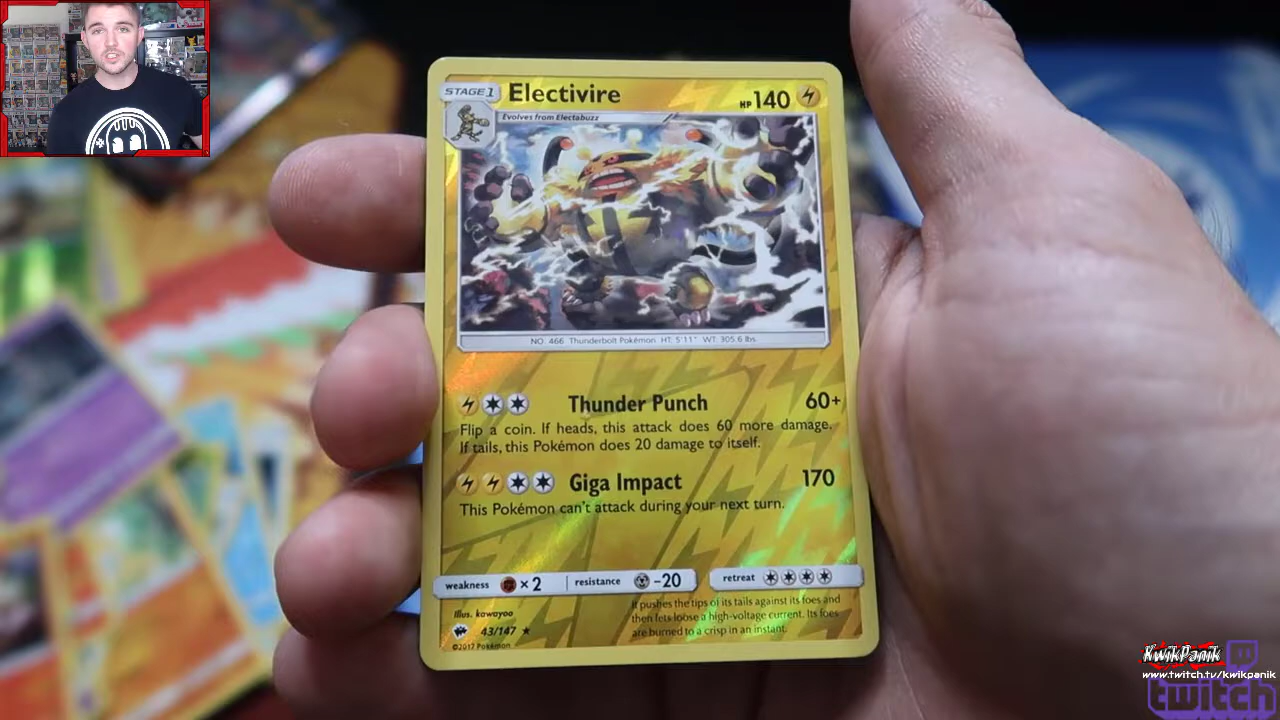 STAGE 1 Electivire HP 140
Evolves from Electabuzz
NO. 466 Thunderbolt Pokémon HT: 5'11" WT: 305.6 lbs.
Thunder Punch 60+
Flip a coin. If heads, this attack does 60 more damage.
If tails, this Pokémon does 20 damage to itself.
Giga Impact 170
This Pokémon can't attack during your next turn.
weakness ×2 resistance -20 retreat
Illus. kawayoo
43/147 ★
©2017 Pokémon
It pushes the tips of its tails against its foes and
then lets loose a high-voltage current. Its foes
are burned to a crisp in an instant.
KwikPanik
www.twitch.tv/kwikpanik
twitch